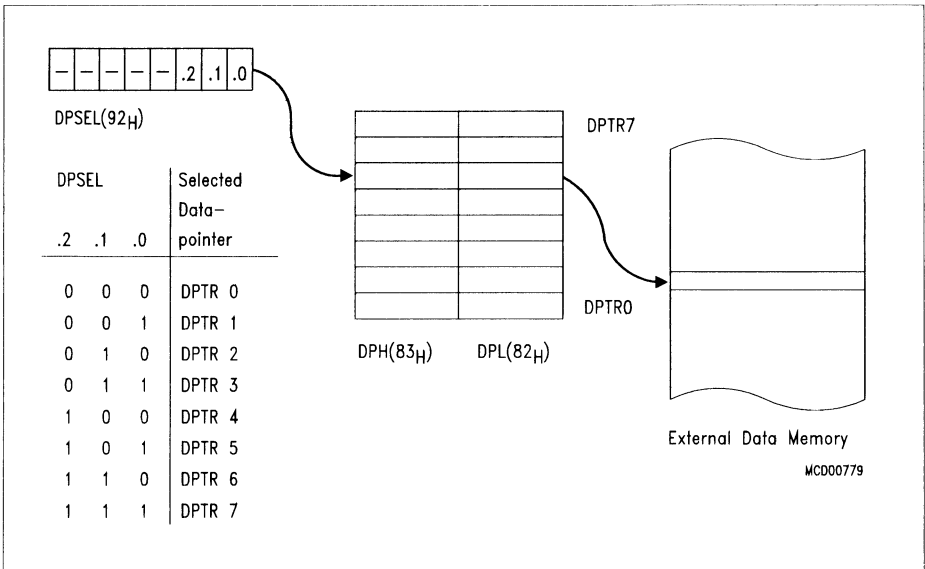 – – – – – .2 .1 .0
DPSEL(92H)
DPSEL Selected
Data–
.2 .1 .0 pointer
0 0 0 DPTR 0
0 0 1 DPTR 1
0 1 0 DPTR 2
0 1 1 DPTR 3
1 0 0 DPTR 4
1 0 1 DPTR 5
1 1 0 DPTR 6
1 1 1 DPTR 7
DPTR7
DPTR0
DPH(83H) DPL(82H)
External Data Memory
MCD00779